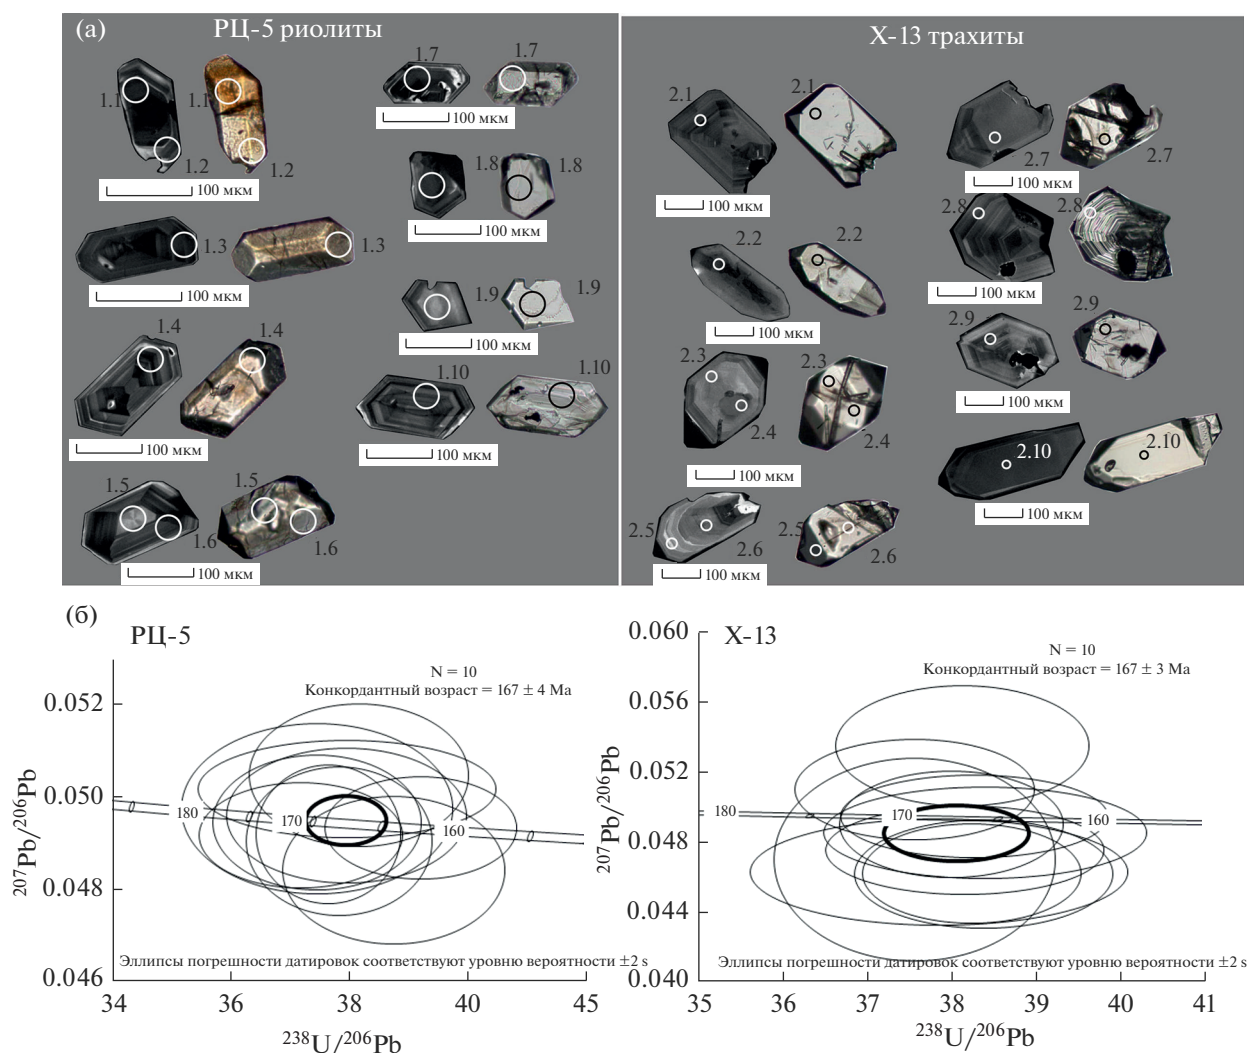 (а)
РЦ-5 риолиты
1.1
1.1
1.2
1.2
100 мкм
1.3
1.3
100 мкм
1.4
1.4
100 мкм
1.5
1.5
1.6
1.6
100 мкм
1.7
1.7
100 мкм
1.8
1.8
100 мкм
1.9
1.9
100 мкм
1.10
1.10
100 мкм
Х-13 трахиты
2.1
2.1
100 мкм
2.2
2.2
100 мкм
2.3
2.3
2.4
2.4
100 мкм
2.5
2.5
2.6
2.6
100 мкм
2.7
2.7
100 мкм
2.8
2.8
100 мкм
2.9
2.9
100 мкм
2.10
2.10
100 мкм
(б)
РЦ-5
N = 10
Конкордантный возраст = 167 ± 4 Ma
0.052
0.050
0.048
0.046
207Pb/206Pb
180
170
160
Эллипсы погрешности датировок соответствуют уровню вероятности ±2 s
34
36
38
40
45
238U/206Pb
Х-13
N = 10
Конкордантный возраст = 167 ± 3 Ma
0.060
0.056
0.052
0.048
0.044
0.040
207Pb/206Pb
180
170
160
Эллипсы погрешности датировок соответствуют уровню вероятности ±2 s
35
36
37
38
39
40
41
238U/206Pb